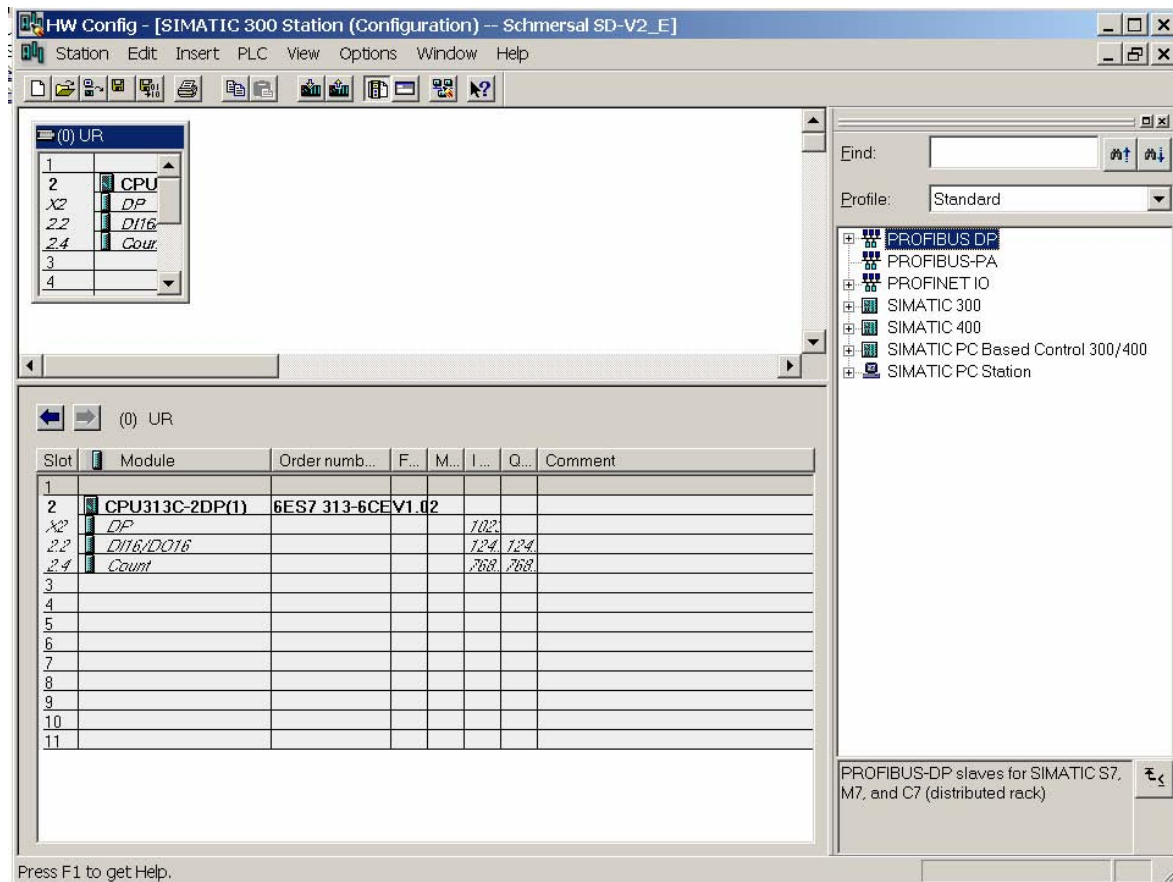 HW Config - [SIMATIC 300 Station (Configuration) -- Schmersal SD-V2_E]
Station Edit Insert PLC View Options Window Help
(0) UR
1
2 CPU
X2 DP
2.2 DI16/
2.4 Cour
3
4
Find:
Profile: Standard
PROFIBUS DP
PROFIBUS-PA
PROFINET IO
SIMATIC 300
SIMATIC 400
SIMATIC PC Based Control 300/400
SIMATIC PC Station
(0) UR
Slot Module Order numb... F... M... I ... Q... Comment
1
2 CPU313C-2DP(1) 6ES7 313-6CE V1.02
X2 DP 102
2.2 DI16/DO16 124. 124.
2.4 Count 768. 768.
3
4
5
6
7
8
9
10
11
PROFIBUS-DP slaves for SIMATIC S7,
M7, and C7 (distributed rack)
Press F1 to get Help.